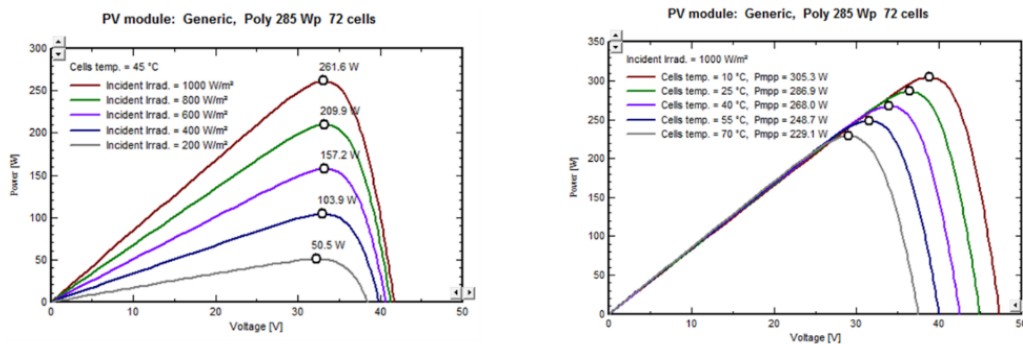 PV module: Generic, Poly 285 Wp 72 cells
300
250
200
150
100
50
0
Power [W]
Cells temp. = 45 °C
Incident Irrad. = 1000 W/m²
Incident Irrad. = 800 W/m²
Incident Irrad. = 600 W/m²
Incident Irrad. = 400 W/m²
Incident Irrad. = 200 W/m²
261.6 W
209.9 W
157.2 W
103.9 W
50.5 W
0 10 20 30 40 50
Voltage [V]
PV module: Generic, Poly 285 Wp 72 cells
350
300
250
200
150
100
50
0
Power [W]
Incident Irrad. = 1000 W/m²
Cells temp. = 10 °C, Pmpp = 305.3 W
Cells temp. = 25 °C, Pmpp = 286.9 W
Cells temp. = 40 °C, Pmpp = 268.0 W
Cells temp. = 55 °C, Pmpp = 248.7 W
Cells temp. = 70 °C, Pmpp = 229.1 W
0 10 20 30 40 50
Voltage [V]